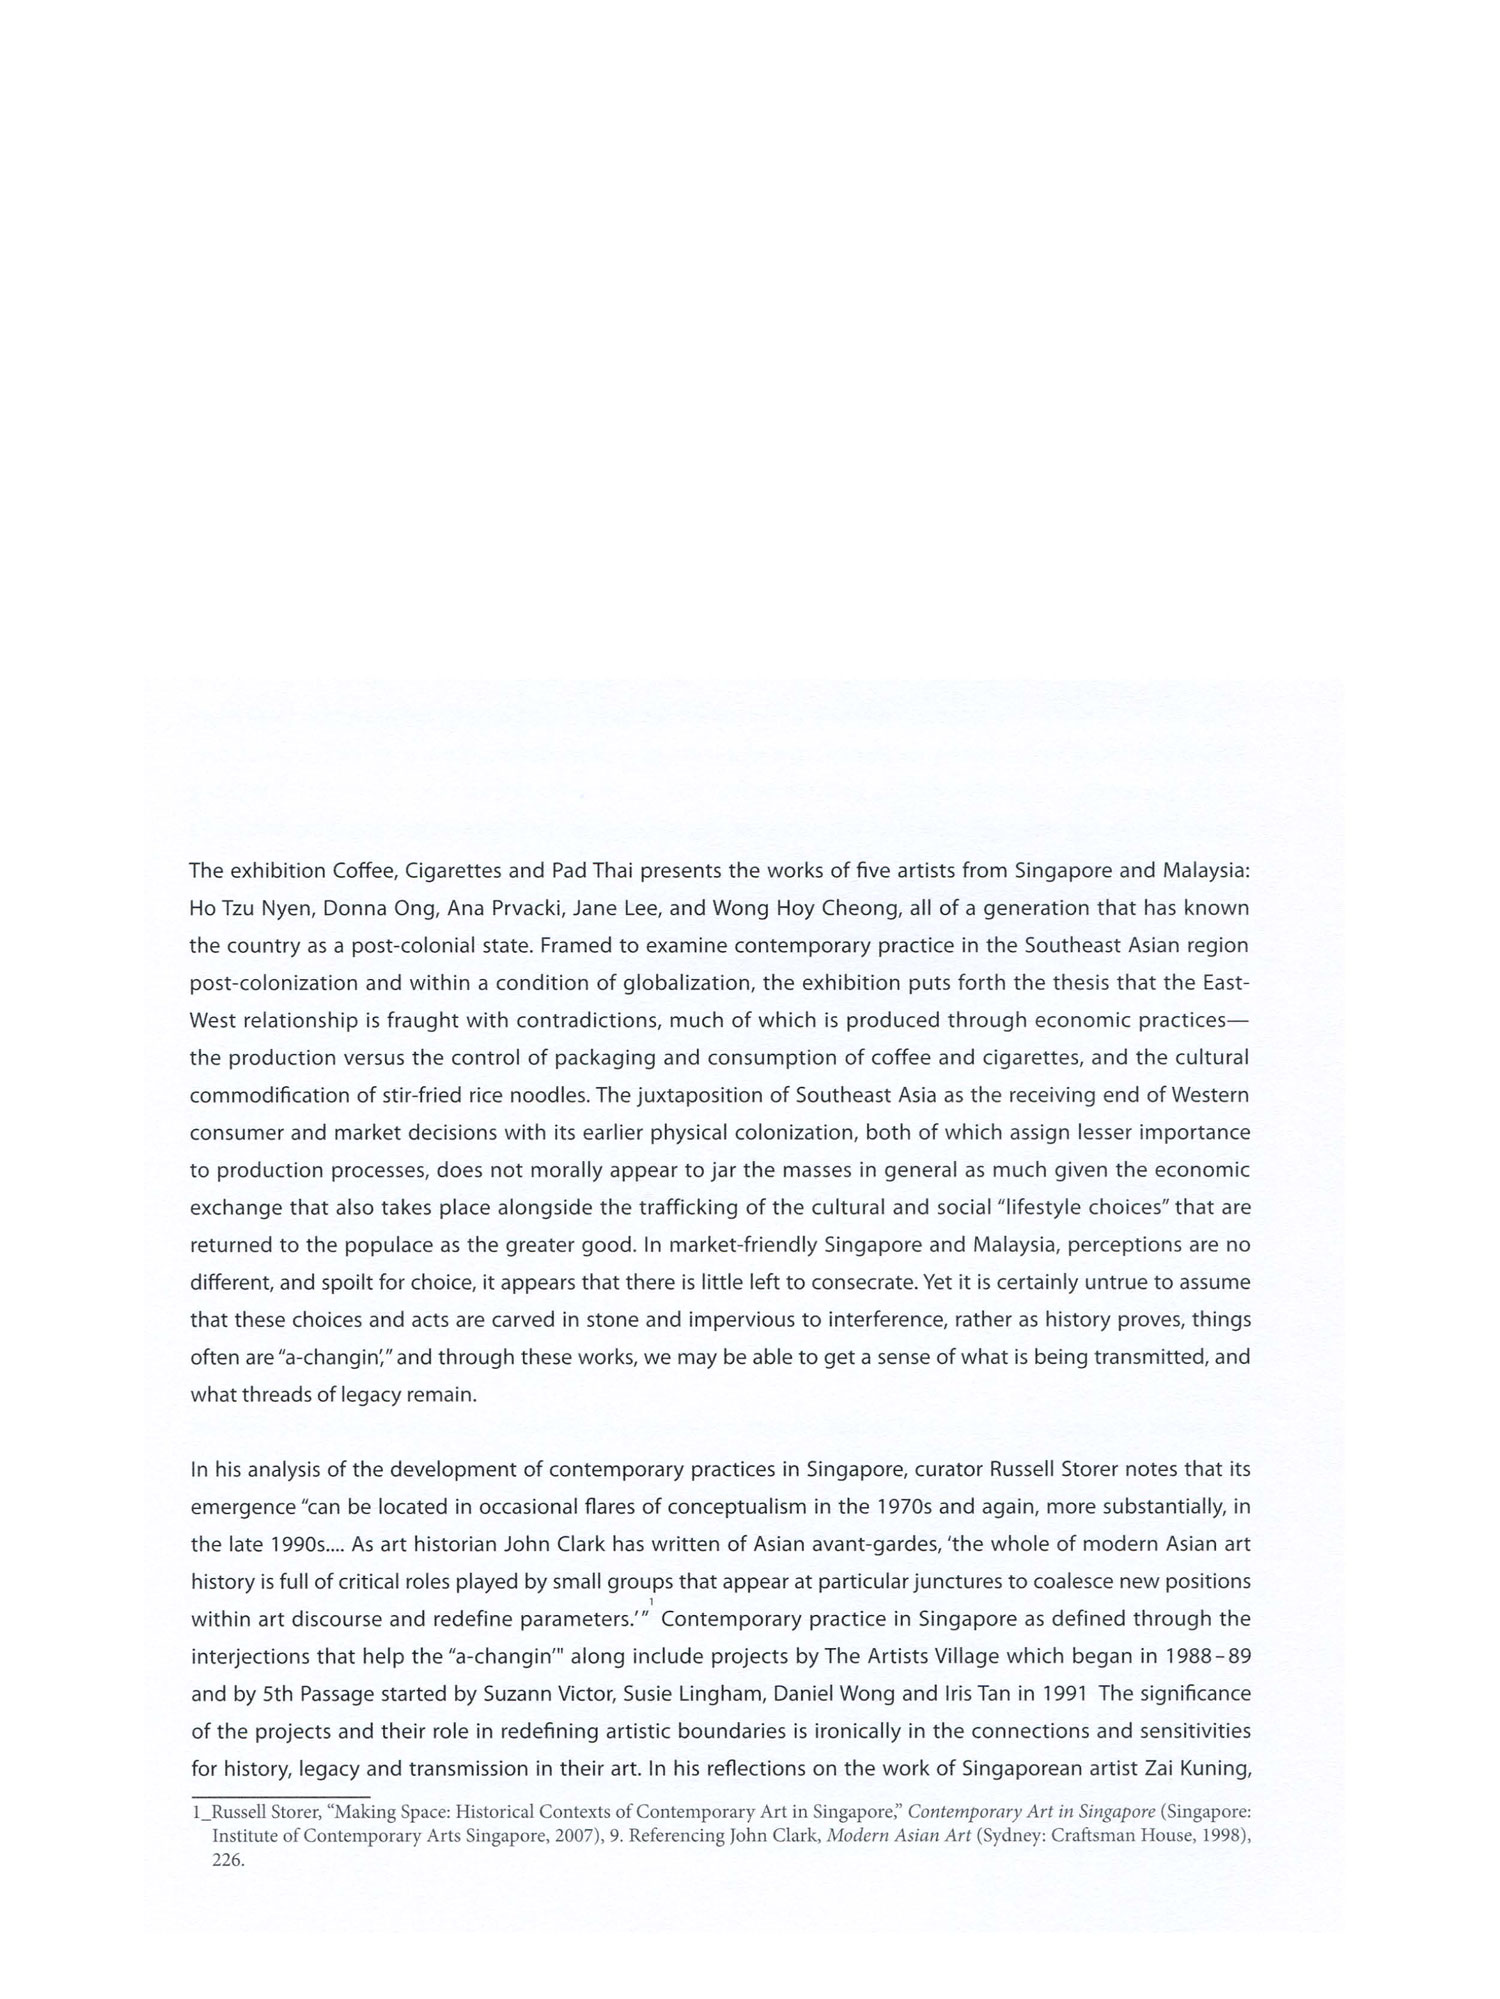 The exhibition Coffee, Cigarettes and Pad Thai presents the works of five artists from Singapore and Malaysia:
Ho Tzu Nyen, Donna Ong, Ana Prvacki, Jane Lee, and Wong Hoy Cheong, all of a generation that has known
the country as a post-colonial state. Framed to examine contemporary practice in the Southeast Asian region
post-colonization and within a condition of globalization, the exhibition puts forth the thesis that the East-
West relationship is fraught with contradictions, much of which is produced through economic practices—
the production versus the control of packaging and consumption of coffee and cigarettes, and the cultural
commodification of stir-fried rice noodles. The juxtaposition of Southeast Asia as the receiving end of Western
consumer and market decisions with its earlier physical colonization, both of which assign lesser importance
to production processes, does not morally appear to jar the masses in general as much given the economic
exchange that also takes place alongside the trafficking of the cultural and social “lifestyle choices” that are
returned to the populace as the greater good. In market-friendly Singapore and Malaysia, perceptions are no
different, and spoilt for choice, it appears that there is little left to consecrate. Yet it is certainly untrue to assume
that these choices and acts are carved in stone and impervious to interference, rather as history proves, things
often are “a-changin’,” and through these works, we may be able to get a sense of what is being transmitted, and
what threads of legacy remain.
In his analysis of the development of contemporary practices in Singapore, curator Russell Storer notes that its
emergence “can be located in occasional flares of conceptualism in the 1970s and again, more substantially, in
the late 1990s.... As art historian John Clark has written of Asian avant-gardes, ‘the whole of modern Asian art
history is full of critical roles played by small groups that appear at particular junctures to coalesce new positions
within art discourse and redefine parameters.’”1 Contemporary practice in Singapore as defined through the
interjections that help the “a-changin’" along include projects by The Artists Village which began in 1988–89
and by 5th Passage started by Suzann Victor, Susie Lingham, Daniel Wong and Iris Tan in 1991 The significance
of the projects and their role in redefining artistic boundaries is ironically in the connections and sensitivities
for history, legacy and transmission in their art. In his reflections on the work of Singaporean artist Zai Kuning,
1_Russell Storer, “Making Space: Historical Contexts of Contemporary Art in Singapore,” Contemporary Art in Singapore (Singapore:
Institute of Contemporary Arts Singapore, 2007), 9. Referencing John Clark, Modern Asian Art (Sydney: Craftsman House, 1998),
226.